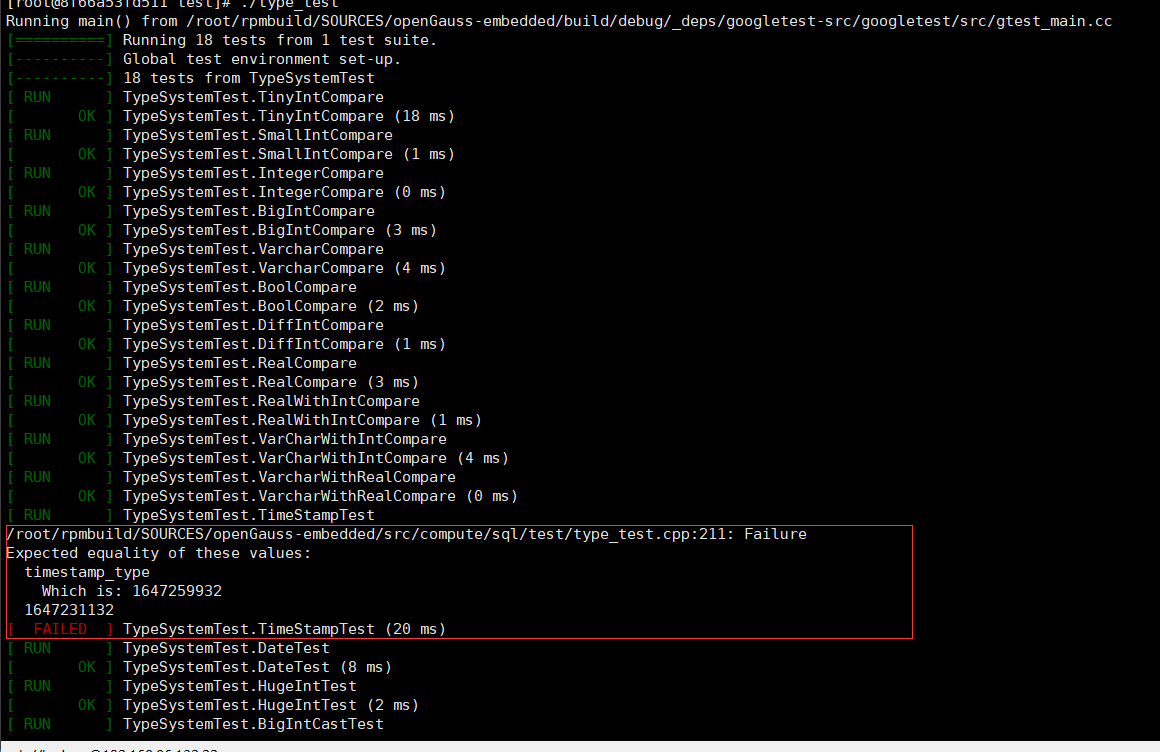 [root@8f66a53fd511 test]# ./type_test
Running main() from /root/rpmbuild/SOURCES/openGauss-embedded/build/debug/_deps/googletest-src/googletest/src/gtest_main.cc
[==========] Running 18 tests from 1 test suite.
[----------] Global test environment set-up.
[----------] 18 tests from TypeSystemTest
[ RUN      ] TypeSystemTest.TinyIntCompare
[       OK ] TypeSystemTest.TinyIntCompare (18 ms)
[ RUN      ] TypeSystemTest.SmallIntCompare
[       OK ] TypeSystemTest.SmallIntCompare (1 ms)
[ RUN      ] TypeSystemTest.IntegerCompare
[       OK ] TypeSystemTest.IntegerCompare (0 ms)
[ RUN      ] TypeSystemTest.BigIntCompare
[       OK ] TypeSystemTest.BigIntCompare (3 ms)
[ RUN      ] TypeSystemTest.VarcharCompare
[       OK ] TypeSystemTest.VarcharCompare (4 ms)
[ RUN      ] TypeSystemTest.BoolCompare
[       OK ] TypeSystemTest.BoolCompare (2 ms)
[ RUN      ] TypeSystemTest.DiffIntCompare
[       OK ] TypeSystemTest.DiffIntCompare (1 ms)
[ RUN      ] TypeSystemTest.RealCompare
[       OK ] TypeSystemTest.RealCompare (3 ms)
[ RUN      ] TypeSystemTest.RealWithIntCompare
[       OK ] TypeSystemTest.RealWithIntCompare (1 ms)
[ RUN      ] TypeSystemTest.VarCharWithIntCompare
[       OK ] TypeSystemTest.VarCharWithIntCompare (4 ms)
[ RUN      ] TypeSystemTest.VarcharWithRealCompare
[       OK ] TypeSystemTest.VarcharWithRealCompare (0 ms)
[ RUN      ] TypeSystemTest.TimeStampTest
/root/rpmbuild/SOURCES/openGauss-embedded/src/compute/sql/test/type_test.cpp:211: Failure
Expected equality of these values:
  timestamp_type
    Which is: 1647259932
  1647231132
[  FAILED  ] TypeSystemTest.TimeStampTest (20 ms)
[ RUN      ] TypeSystemTest.DateTest
[       OK ] TypeSystemTest.DateTest (8 ms)
[ RUN      ] TypeSystemTest.HugeIntTest
[       OK ] TypeSystemTest.HugeIntTest (2 ms)
[ RUN      ] TypeSystemTest.BigIntCastTest